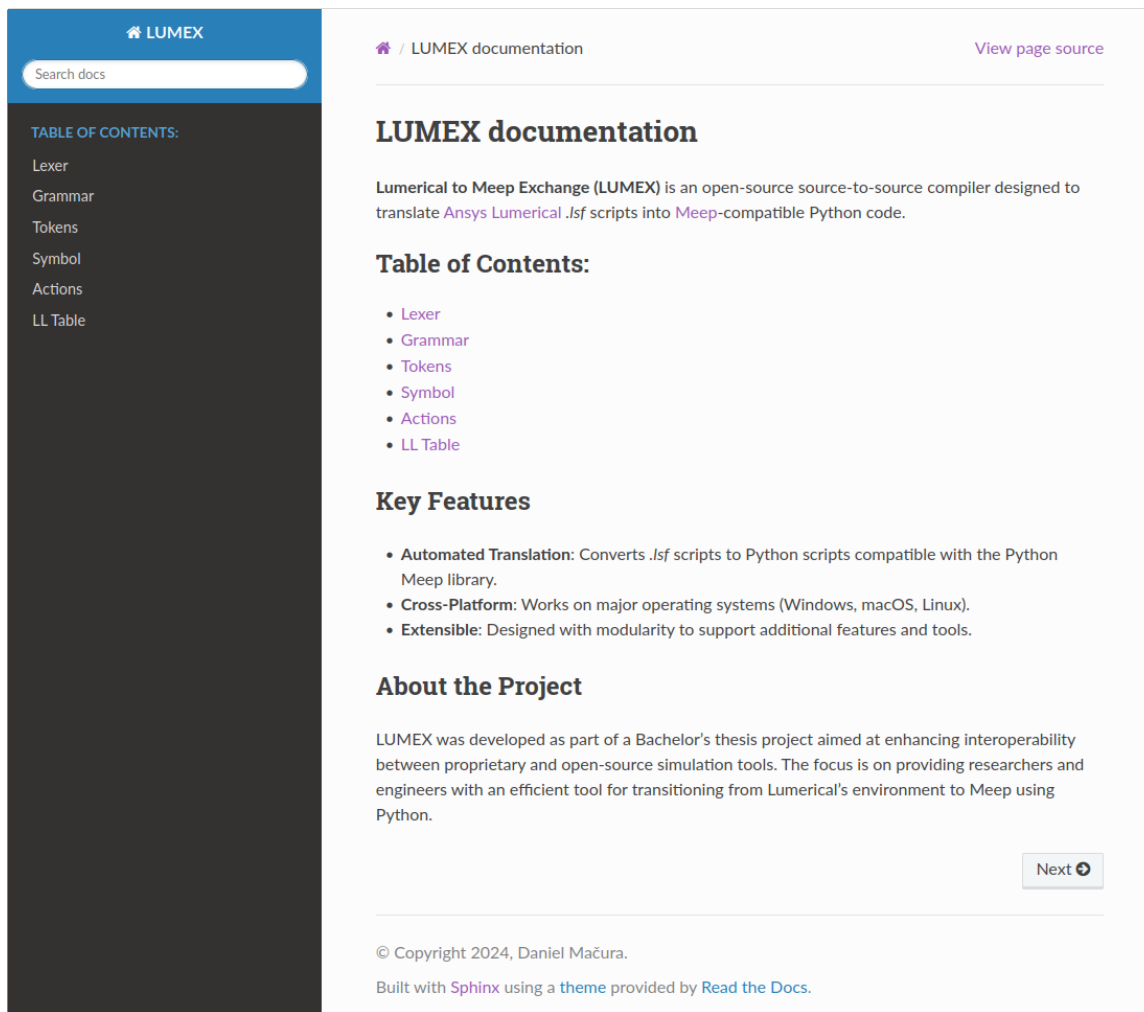 LUMEX
Search docs
TABLE OF CONTENTS:
Lexer
Grammar
Tokens
Symbol
Actions
LL Table
/ LUMEX documentation
View page source
LUMEX documentation
Lumerical to Meep Exchange (LUMEX) is an open-source source-to-source compiler designed to
translate Ansys Lumerical .lsf scripts into Meep-compatible Python code.
Table of Contents:
• Lexer
• Grammar
• Tokens
• Symbol
• Actions
• LL Table
Key Features
• Automated Translation: Converts .lsf scripts to Python scripts compatible with the Python
Meep library.
• Cross-Platform: Works on major operating systems (Windows, macOS, Linux).
• Extensible: Designed with modularity to support additional features and tools.
About the Project
LUMEX was developed as part of a Bachelor’s thesis project aimed at enhancing interoperability
between proprietary and open-source simulation tools. The focus is on providing researchers and
engineers with an efficient tool for transitioning from Lumerical’s environment to Meep using
Python.
Next
© Copyright 2024, Daniel Mačura.
Built with Sphinx using a theme provided by Read the Docs.